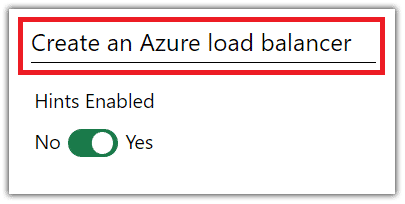 Create an Azure load balancer
Hints Enabled
No Yes